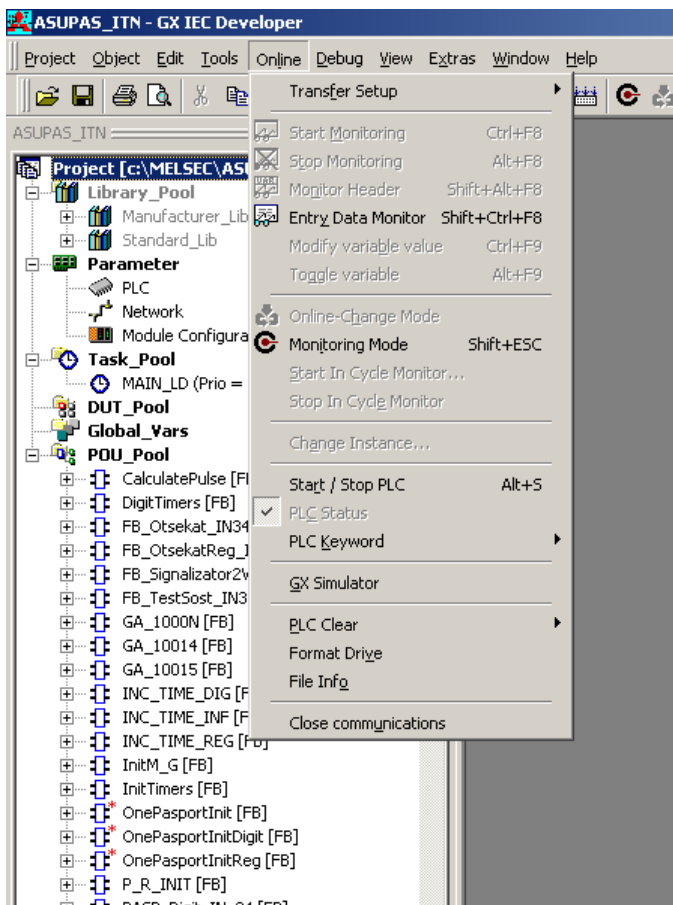 ASUPAS_ITN - GX IEC Developer
Project Object Edit Tools Online Debug View Extras Window Help
ASUPAS_ITN
Project [c:\MELSEC\AS
Library_Pool
Manufacturer_Lib
Standard_Lib
Parameter
PLC
Network
Module Configura
Task_Pool
MAIN_LD (Prio =
DUT_Pool
Global_Vars
POU_Pool
CalculatePulse [F
DigitTimers [FB]
FB_Otsekat_IN34
FB_OtsekatReg_I
FB_Signalizator2V
FB_TestSost_IN3
GA_1000N [FB]
GA_10014 [FB]
GA_10015 [FB]
INC_TIME_DIG [F
INC_TIME_INF [F
INC_TIME_REG [FB]
InitM_G [FB]
InitTimers [FB]
OnePasportInit [FB]
OnePasportInitDigit [FB]
OnePasportInitReg [FB]
P_R_INIT [FB]
Transfer Setup
Start Monitoring Ctrl+F8
Stop Monitoring Alt+F8
Monitor Header Shift+Alt+F8
Entry Data Monitor Shift+Ctrl+F8
Modify variable value Ctrl+F9
Toggle variable Alt+F9
Online-Change Mode
Monitoring Mode Shift+ESC
Start In Cycle Monitor...
Stop In Cycle Monitor
Change Instance...
Start / Stop PLC Alt+S
PLC Status
PLC Keyword
GX Simulator
PLC Clear
Format Drive
File Info
Close communications